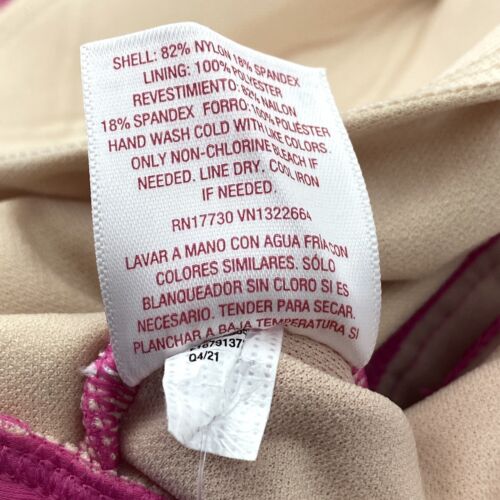 SHELL: 82% NYLON 18% SPANDEX
LINING: 100% POLYESTER
REVESTIMIENTO: 82% NAILON
18% SPANDEX FORRO: 100% POLIÉSTER
HAND WASH COLD WITH LIKE COLORS.
ONLY NON-CHLORINE BLEACH IF
NEEDED. LINE DRY. COOL IRON
IF NEEDED.
RN17730 VN1322664
LAVAR A MANO CON AGUA FRÍA CON
COLORES SIMILARES. SÓLO
BLANQUEADOR SIN CLORO SI ES
NECESARIO. TENDER PARA SECAR.
PLANCHAR A BAJA TEMPERATURA SI
Q4/21